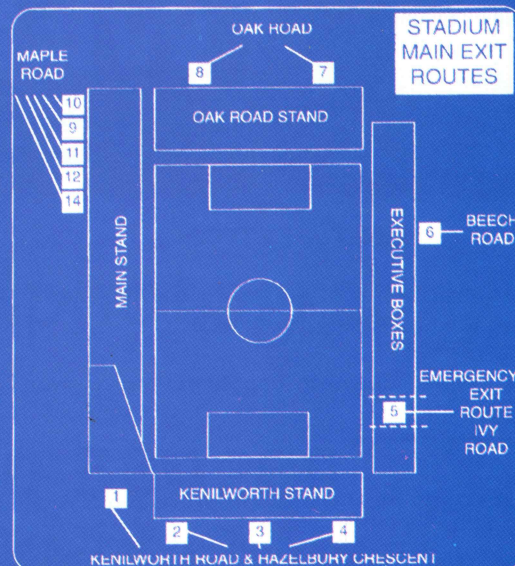 STADIUM
MAIN EXIT
ROUTES
OAK ROAD
MAPLE
ROAD
8
7
10
9
11
12
14
OAK ROAD STAND
MAIN STAND
EXECUTIVE BOXES
6
BEECH
ROAD
EMERGENCY
EXIT
ROUTE
IVY
ROAD
5
KENILWORTH STAND
1
2
3
4
KENILWORTH ROAD & HAZELBURY CRESCENT